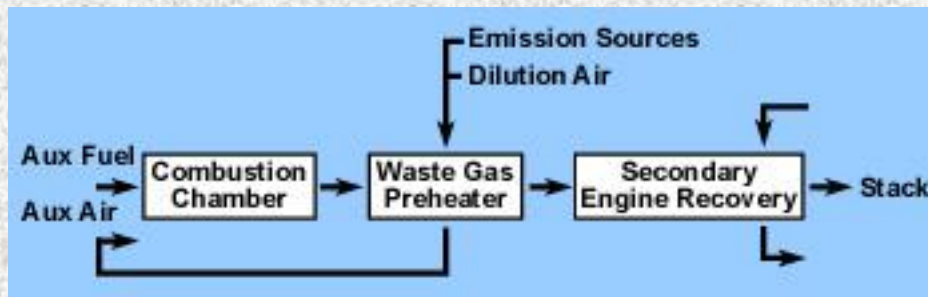 Emission Sources
Dilution Air
Aux Fuel
Aux Air
Combustion
Chamber
Waste Gas
Preheater
Secondary
Engine Recovery
Stack